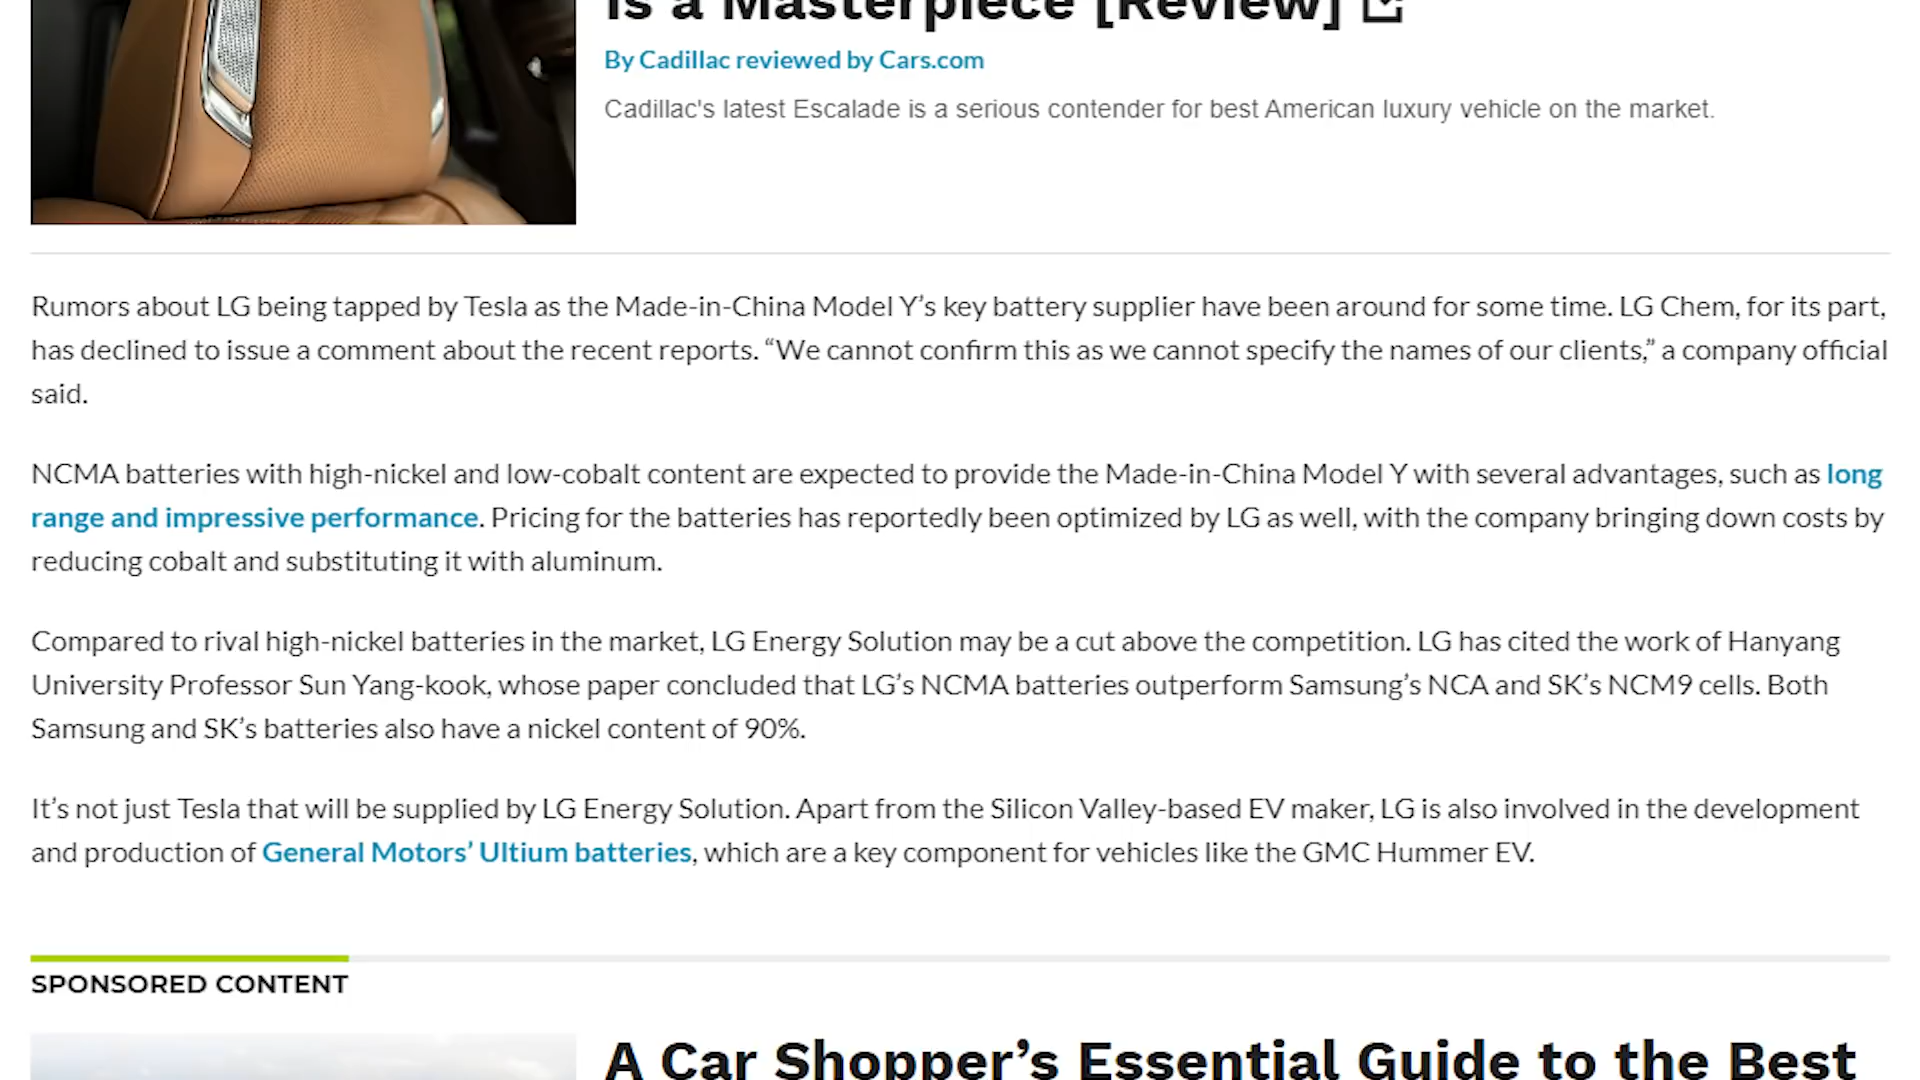 is a Masterpiece [Review]
By Cadillac reviewed by Cars.com
Cadillac's latest Escalade is a serious contender for best American luxury vehicle on the market.
Rumors about LG being tapped by Tesla as the Made-in-China Model Y’s key battery supplier have been around for some time. LG Chem, for its part,
has declined to issue a comment about the recent reports. “We cannot confirm this as we cannot specify the names of our clients,” a company official
said.
NCMA batteries with high-nickel and low-cobalt content are expected to provide the Made-in-China Model Y with several advantages, such as long
range and impressive performance. Pricing for the batteries has reportedly been optimized by LG as well, with the company bringing down costs by
reducing cobalt and substituting it with aluminum.
Compared to rival high-nickel batteries in the market, LG Energy Solution may be a cut above the competition. LG has cited the work of Hanyang
University Professor Sun Yang-kook, whose paper concluded that LG’s NCMA batteries outperform Samsung’s NCA and SK’s NCM9 cells. Both
Samsung and SK’s batteries also have a nickel content of 90%.
It’s not just Tesla that will be supplied by LG Energy Solution. Apart from the Silicon Valley-based EV maker, LG is also involved in the development
and production of General Motors’ Ultium batteries, which are a key component for vehicles like the GMC Hummer EV.
SPONSORED CONTENT
A Car Shopper’s Essential Guide to the Best